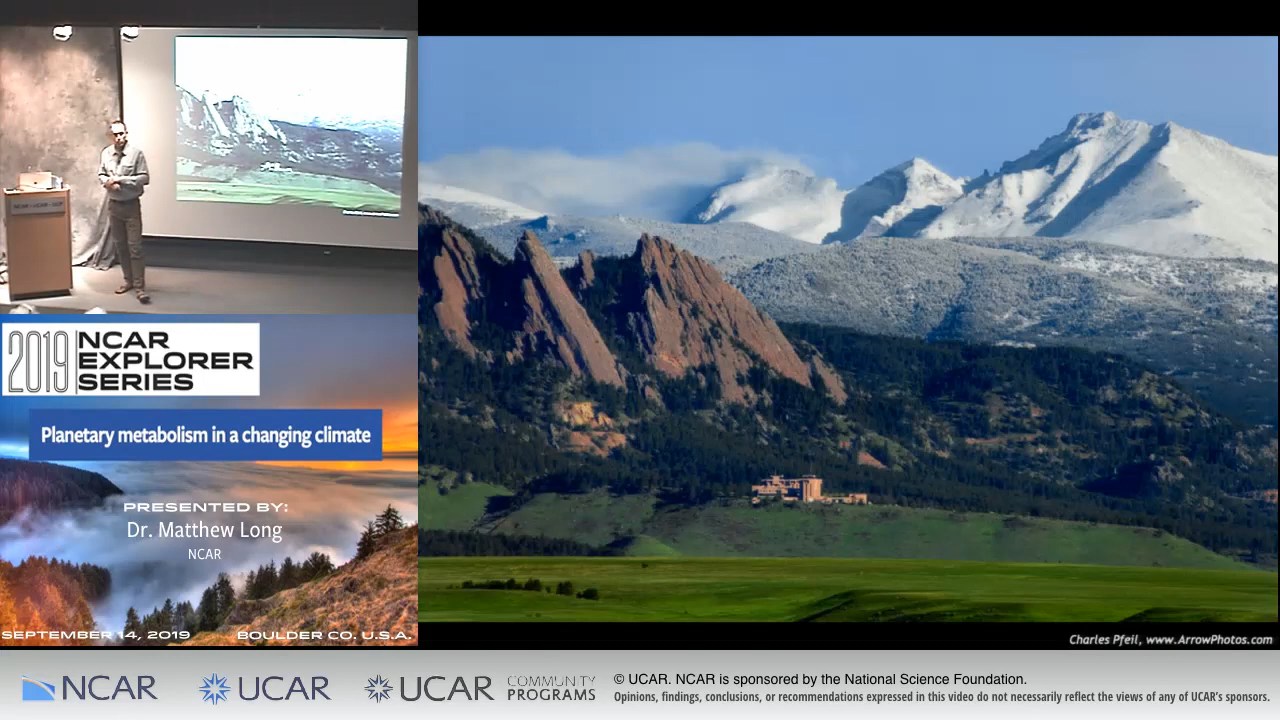 NCAR • UCAR • UCP
2019 NCAR
EXPLORER
SERIES
Planetary metabolism in a changing climate
PRESENTED BY:
Dr. Matthew Long
NCAR
SEPTEMBER 14, 2019 BOULDER CO. U.S.A.
Charles Pfeil, www.ArrowPhotos.com
NCAR UCAR UCAR COMMUNITY
PROGRAMS
© UCAR. NCAR is sponsored by the National Science Foundation.
Opinions, findings, conclusions, or recommendations expressed in this video do not necessarily reflect the views of any of UCAR's sponsors.